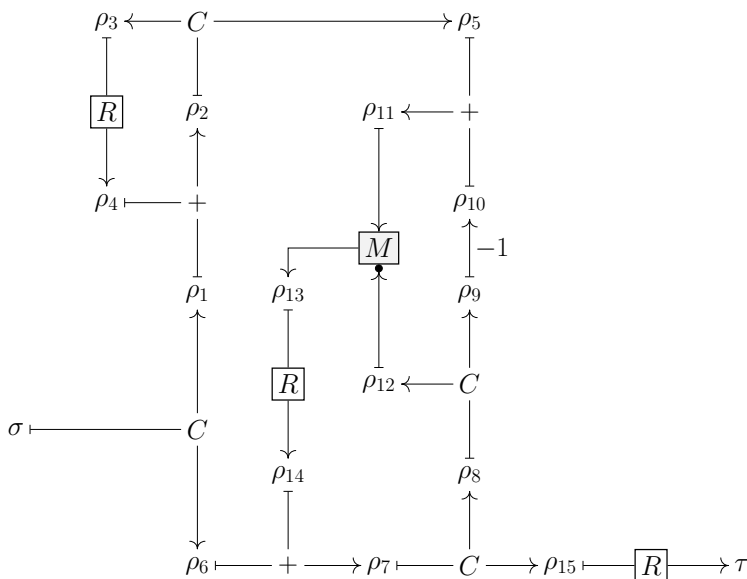 ρ₃ C ρ₅
R ρ₂ ρ₁₁ +
ρ₄ + ρ₁₀
M −1
ρ₁ ρ₁₃ ρ₉
R ρ₁₂ C
σ C
ρ₁₄ ρ₈
ρ₆ + ρ₇ C ρ₁₅ R τ